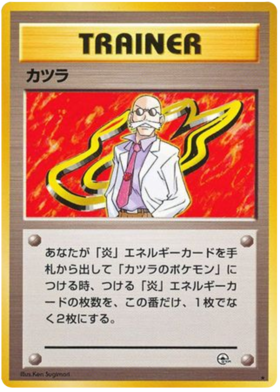 TRAINER
カツラ
あなたが「炎」エネルギーカードを手
札から出して「カツラのポケモン」に
つける時、つける「炎」エネルギーカ
ードの枚数を、この番だけ、1枚でな
く2枚にする。
Illus.Ken Sugimori